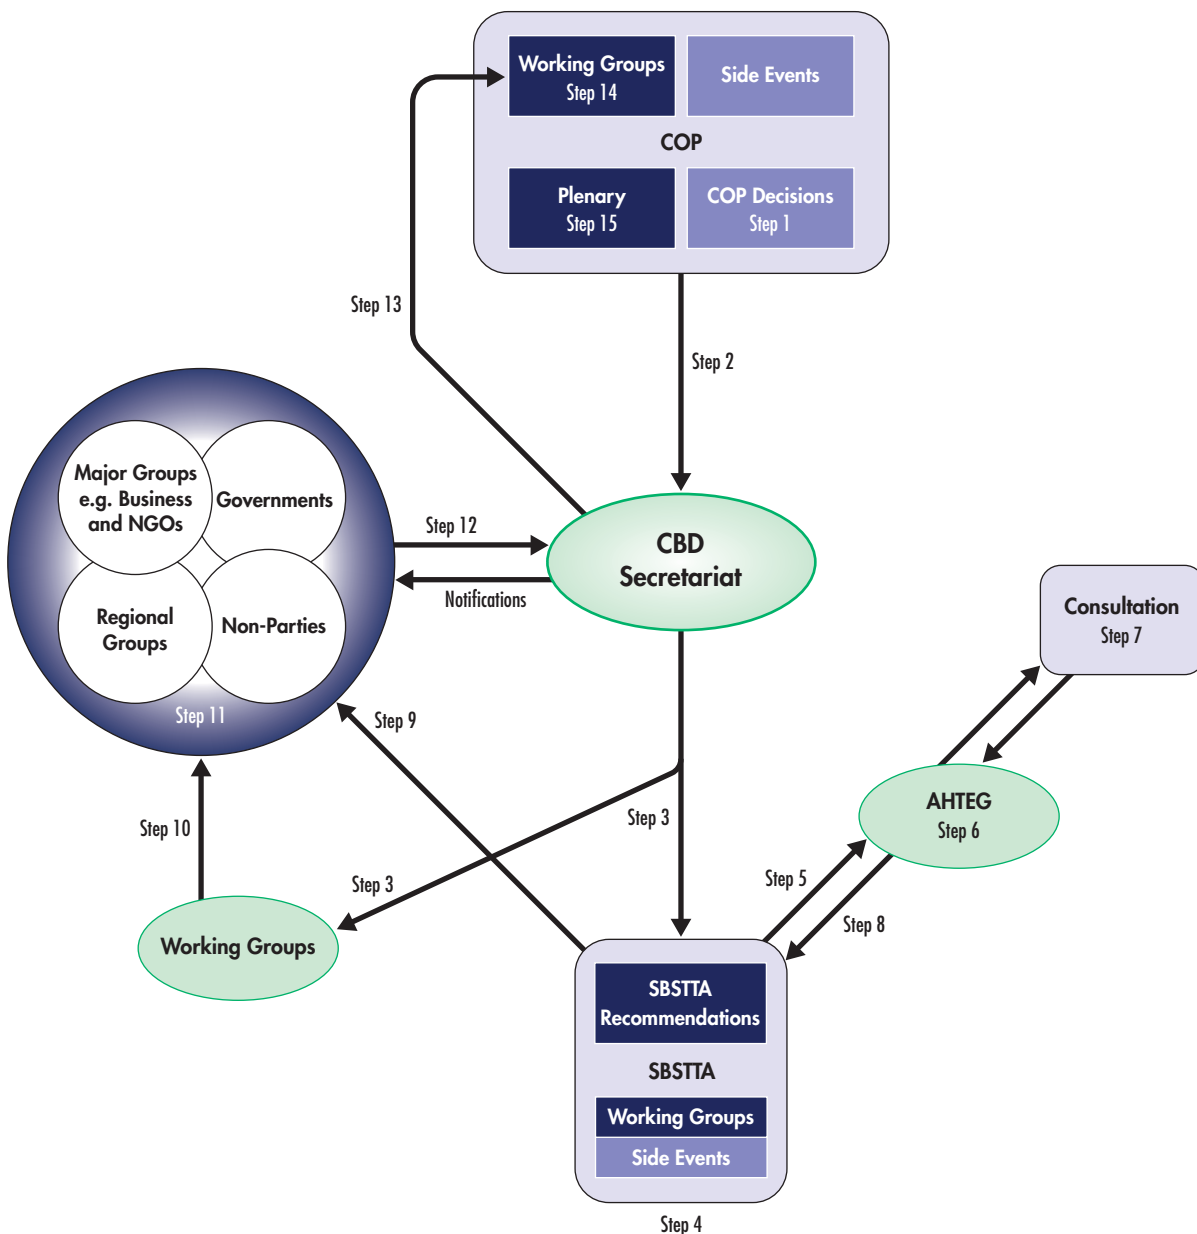 Working Groups
Step 14
Side Events
COP
Plenary
Step 15
COP Decisions
Step 1
Step 13
Step 2
Major Groups
e.g. Business
and NGOs
Governments
Regional
Groups
Non-Parties
Step 11
Step 12
Notifications
CBD
Secretariat
Consultation
Step 7
Step 9
AHTEG
Step 6
Step 10
Step 3
Step 3
Step 5
Step 8
Working Groups
SBSTTA
Recommendations
SBSTTA
Working Groups
Side Events
Step 4